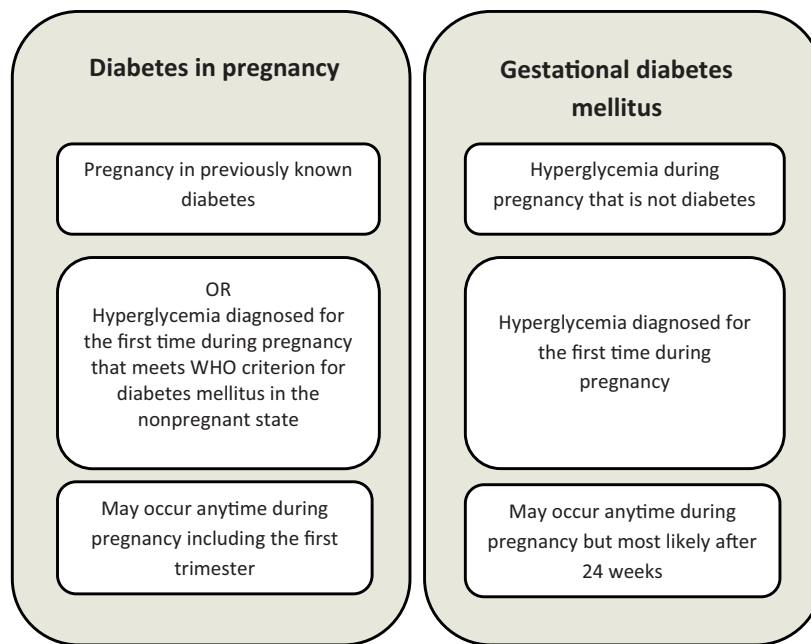 Diabetes in pregnancy
Pregnancy in previously known
diabetes
OR
Hyperglycemia diagnosed for
the first time during pregnancy
that meets WHO criterion for
diabetes mellitus in the
nonpregnant state
May occur anytime during
pregnancy including the first
trimester
Gestational diabetes
mellitus
Hyperglycemia during
pregnancy that is not diabetes
Hyperglycemia diagnosed for
the first time during
pregnancy
May occur anytime during
pregnancy but most likely after
24 weeks